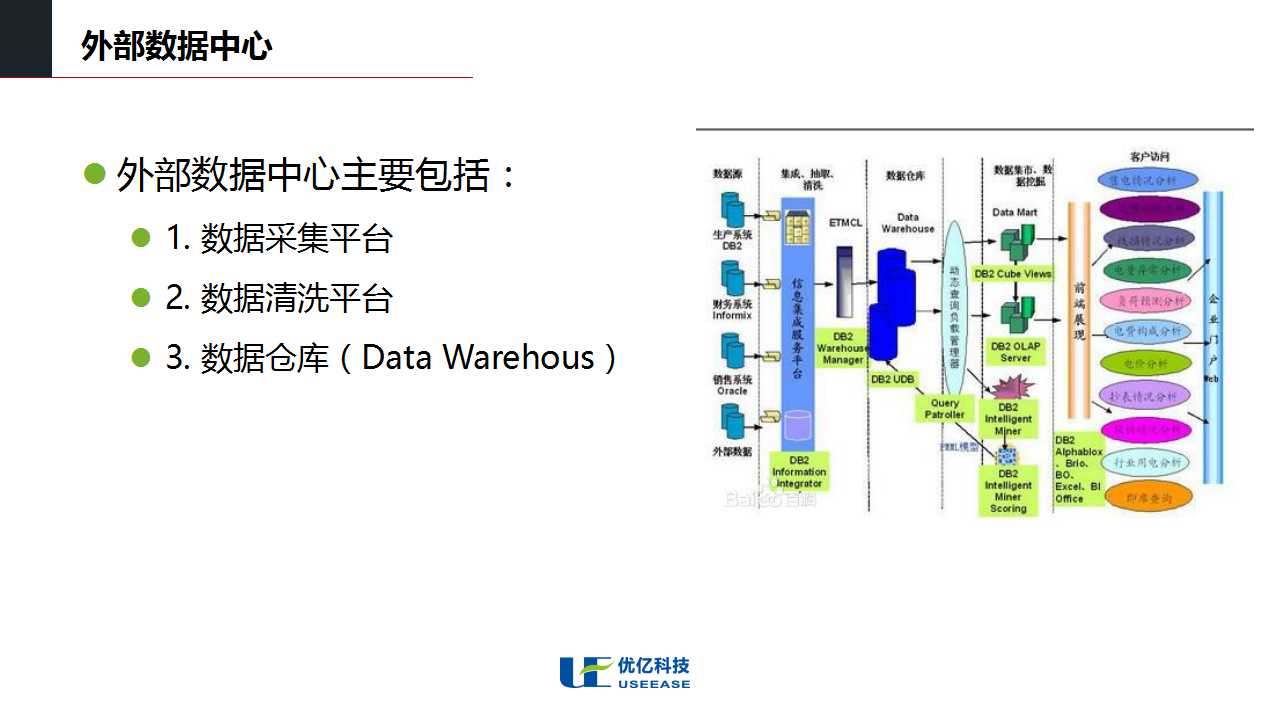 外部数据中心
外部数据中心主要包括：
1. 数据采集平台
2. 数据清洗平台
3. 数据仓库（Data Warehous）
数据源
集成、抽取、
清洗
数据仓库
数据集市、数
据挖掘
客户访问
生产系统
DB2
财务系统
Informix
销售系统
Oracle
外部数据
信息集成服务平台
DB2
Information
Integrator
ETMCL
DB2
Warehouse
Manager
Data
Warehouse
DB2 UDB
动态查询负载管理器
Query
Patroller
Data Mart
DB2 Cube Views
DB2 OLAP
Server
DB2
Intelligent
Miner
PMML模型
DB2
Intelligent
Miner
Scoring
前端展现
DB2
Alphablox
、Brio、
BO、
Excel、BI
Office
售电情况分析
线损情况分析
电量异常分析
负荷预测分析
电费构成分析
电价分析
抄表情况分析
行业用电分析
即席查询
企业门户
Web
Baidu百科
优亿科技
USEEASE